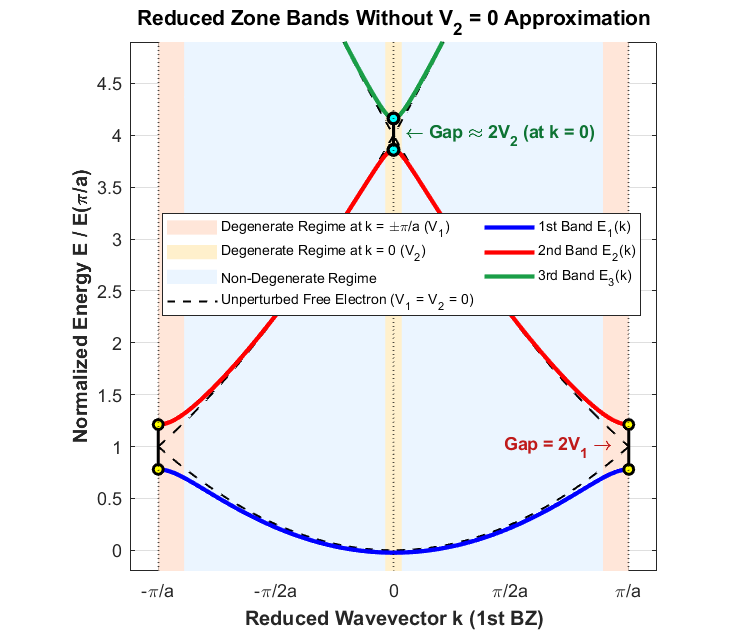 Reduced Zone Bands Without V₂ = 0 Approximation
Normalized Energy E / E(π/a)
4.5
4
3.5
3
2.5
2
1.5
1
0.5
0
← Gap ≈ 2V₂ (at k = 0)
Degenerate Regime at k = ±π/a (V₁)
Degenerate Regime at k = 0 (V₂)
Non-Degenerate Regime
Unperturbed Free Electron (V₁ = V₂ = 0)
1st Band E₁(k)
2nd Band E₂(k)
3rd Band E₃(k)
Gap = 2V₁ →
-π/a
-π/2a
0
π/2a
π/a
Reduced Wavevector k (1st BZ)